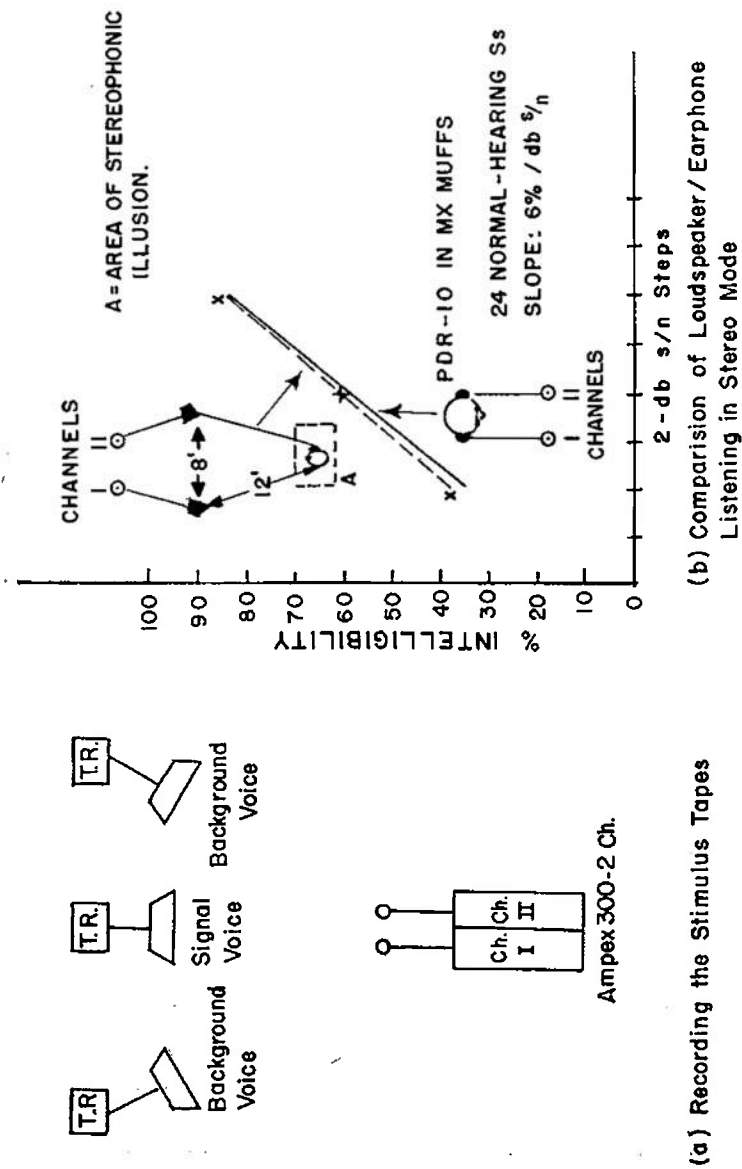 T.R.
T.R.
T.R.
Background
Voice
Signal
Voice
Background
Voice
Ch. Ch.
I II
Ampex 300-2 Ch.
(a) Recording the Stimulus Tapes
CHANNELS
I II
8'
12'
A
A=AREA OF STEREOPHONIC
ILLUSION.
% INTELLIGIBILITY
100
90
80
70
60
50
40
30
20
10
0
x
x
x
PDR-10 IN MX MUFFS
24 NORMAL-HEARING Ss
SLOPE: 6% / db s/n
I II
CHANNELS
2-db s/n Steps
(b) Comparision of Loudspeaker/Earphone
Listening in Stereo Mode